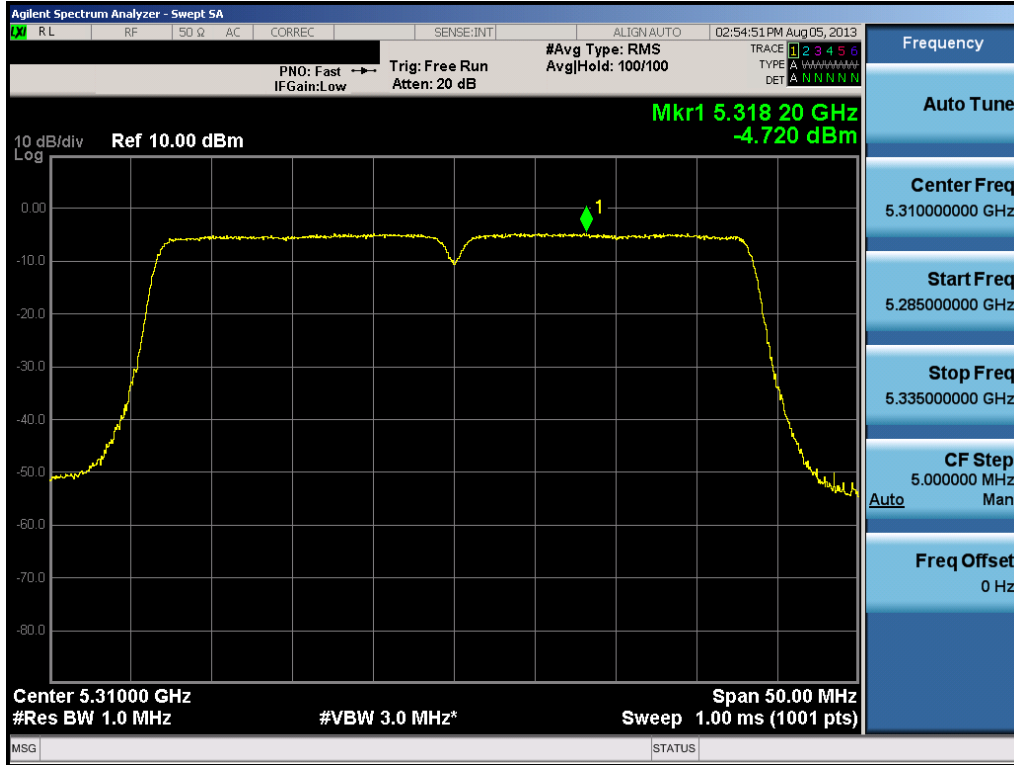 Agilent Spectrum Analyzer - Swept SA
LXI RL RF 50 Ω AC CORREC SENSE:INT ALIGN AUTO 02:54:51 PM Aug 05, 2013
PNO: Fast
IFGain:Low
Trig: Free Run
Atten: 20 dB
#Avg Type: RMS
Avg|Hold: 100/100
TRACE 1 2 3 4 5 6
TYPE A WWWWW
DET A N N N N N
Mkr1 5.318 20 GHz
-4.720 dBm
10 dB/div
Log
Ref 10.00 dBm
1
0.00
-10.0
-20.0
-30.0
-40.0
-50.0
-60.0
-70.0
-80.0
Center 5.31000 GHz
Span 50.00 MHz
#Res BW 1.0 MHz
#VBW 3.0 MHz*
Sweep 1.00 ms (1001 pts)
MSG
STATUS
Frequency
Auto Tune
Center Freq
5.310000000 GHz
Start Freq
5.285000000 GHz
Stop Freq
5.335000000 GHz
CF Step
5.000000 MHz
Auto Man
Freq Offset
0 Hz